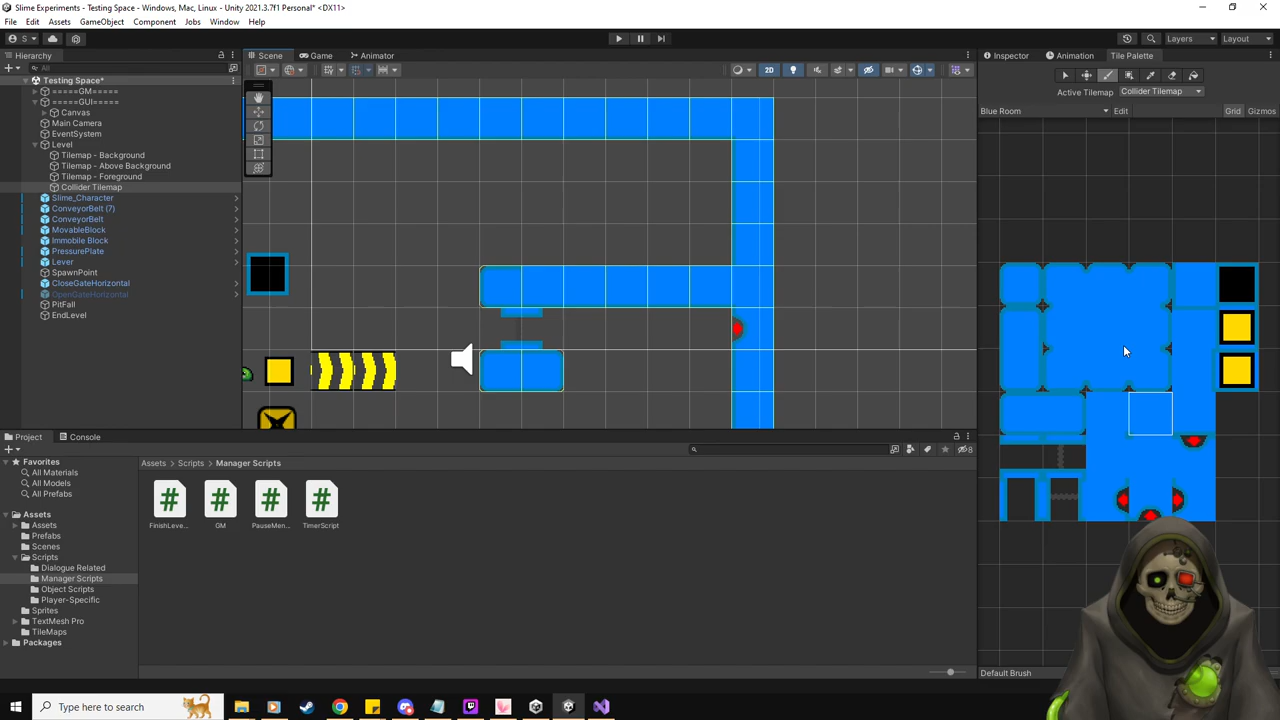 Slime Experiments - Windows, Mac, Linux - Unity 2021.3.7f1 Personal* <DX11>
File Edit Assets GameObject Component Jobs Window Help
S Layers Layout
Hierarchy Scene Game Animator Inspector Animation Tile Palette
All
2D
Testing Space*
=====GM=====
=====GUI=====
Canvas
Main Camera
EventSystem
Level
Tilemap - Background
Tilemap - Above Background
Tilemap - Foreground
Collider Tilemap
Slime_Character
ConveyorBelt (7)
ConveyorBelt
MovableBlock
Immobile Block
PressurePlate
Lever
SpawnPoint
CloseGateHorizontal
OpenGateHorizontal
PitFall
EndLevel
Active Tilemap Collider Tilemap
Blue Room Edit Grid Gizmos
Default Brush
Project Console
8
Favorites
All Materials
All Models
All Prefabs
Assets
Assets
Prefabs
Scenes
Scripts
Dialogue Related
Manager Scripts
Object Scripts
Player-Specific
Sprites
TextMesh Pro
TileMaps
Packages
Assets > Scripts > Manager Scripts
# # # #
FinishLeve... GM PauseMen... TimerScript
Type here to search